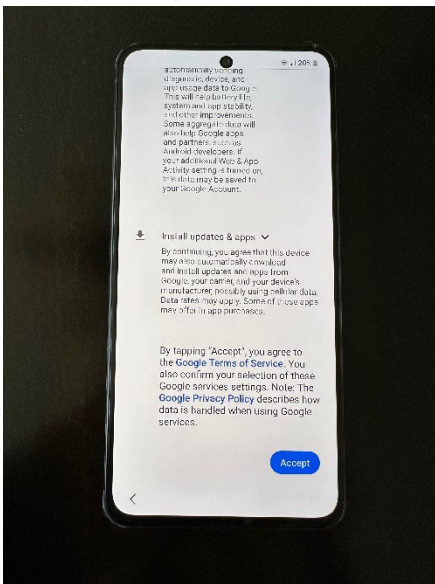 20%
automatically sending
diagnostic, device, and
app usage data to Google.
This will help battery life,
system and app stability,
and other improvements.
Some aggregate data will
also help Google apps
and partners, such as
Android developers. If
your additional Web & App
Activity setting is turned on,
this data may be saved to
your Google Account.
Install updates & apps
By continuing, you agree that this device
may also automatically download
and install updates and apps from
Google, your carrier, and your device's
manufacturer, possibly using cellular data.
Data rates may apply. Some of these apps
may offer in app purchases.
By tapping "Accept", you agree to
the Google Terms of Service. You
also confirm your selection of these
Google services settings. Note: The
Google Privacy Policy describes how
data is handled when using Google
services.
Accept